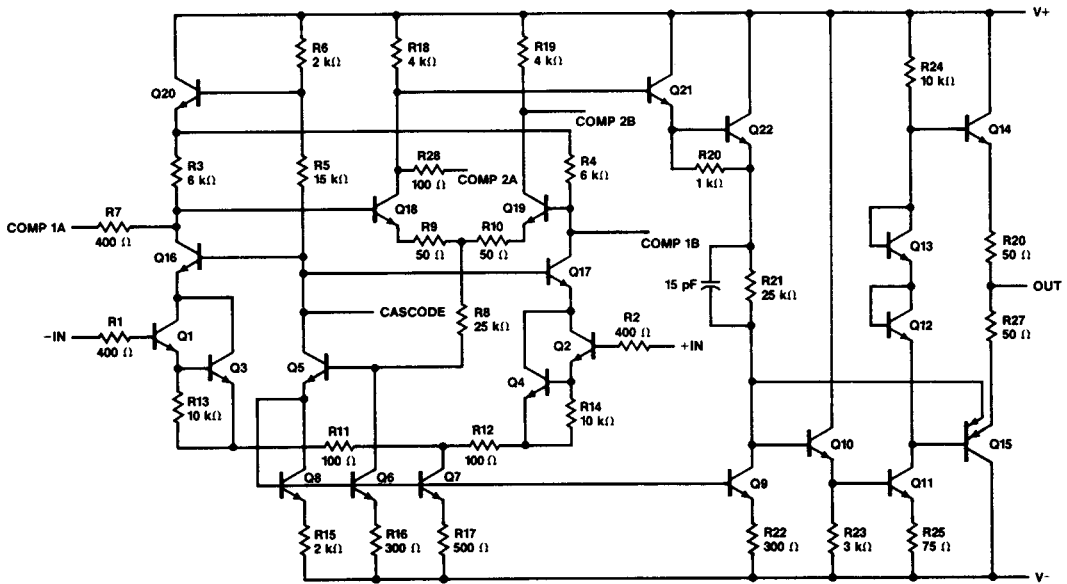 V+
R6
2 kΩ
R18
4 kΩ
R19
4 kΩ
R24
10 kΩ
Q20
Q21
Q22
Q14
COMP 2B
R3
6 kΩ
R5
15 kΩ
R28
100 Ω
COMP 2A
R4
6 kΩ
R20
1 kΩ
COMP 1A
R7
400 Ω
Q18
Q19
R9
50 Ω
R10
50 Ω
COMP 1B
Q13
R20
50 Ω
Q16
Q17
15 pF
R21
25 kΩ
OUT
CASCODE
R8
25 kΩ
R2
400 Ω
+IN
Q12
R27
50 Ω
−IN
R1
400 Ω
Q1
Q3
Q5
Q2
Q4
R13
10 kΩ
R14
10 kΩ
R11
100 Ω
R12
100 Ω
Q10
Q15
Q8
Q6
Q7
Q9
Q11
R15
2 kΩ
R16
300 Ω
R17
500 Ω
R22
300 Ω
R23
3 kΩ
R25
75 Ω
V-